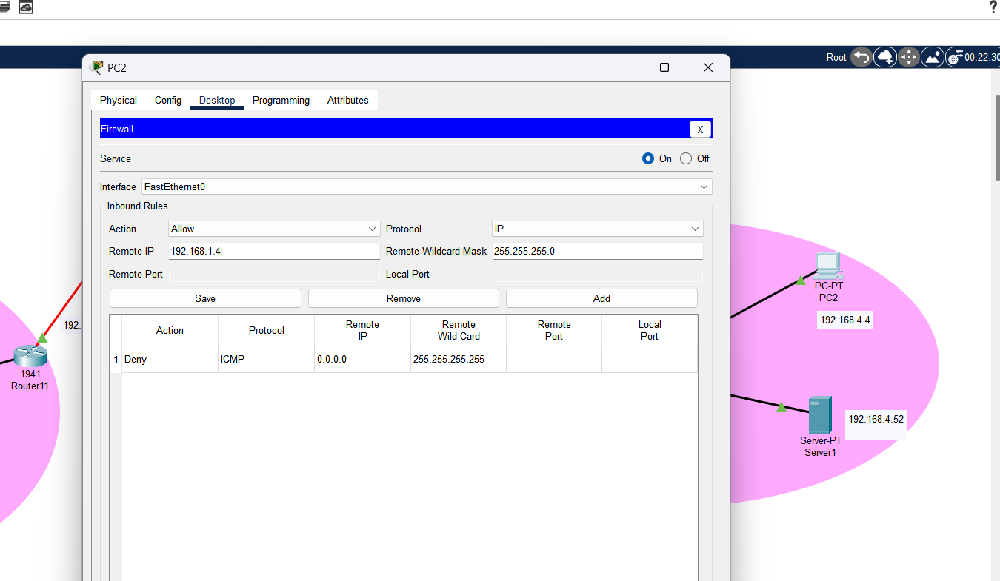 ?
Root 00:22:30
PC2
Physical Config Desktop Programming Attributes
Firewall X
Service On Off
Interface FastEthernet0
Inbound Rules
Action Allow Protocol IP
Remote IP 192.168.1.4 Remote Wildcard Mask 255.255.255.0
Remote Port Local Port
Save Remove Add
Action Protocol Remote IP Remote Wild Card Remote Port Local Port
1 Deny ICMP 0.0.0.0 255.255.255.255 - -
192.
1941
Router11
PC-PT
PC2
192.168.4.4
192.168.4.52
Server-PT
Server1